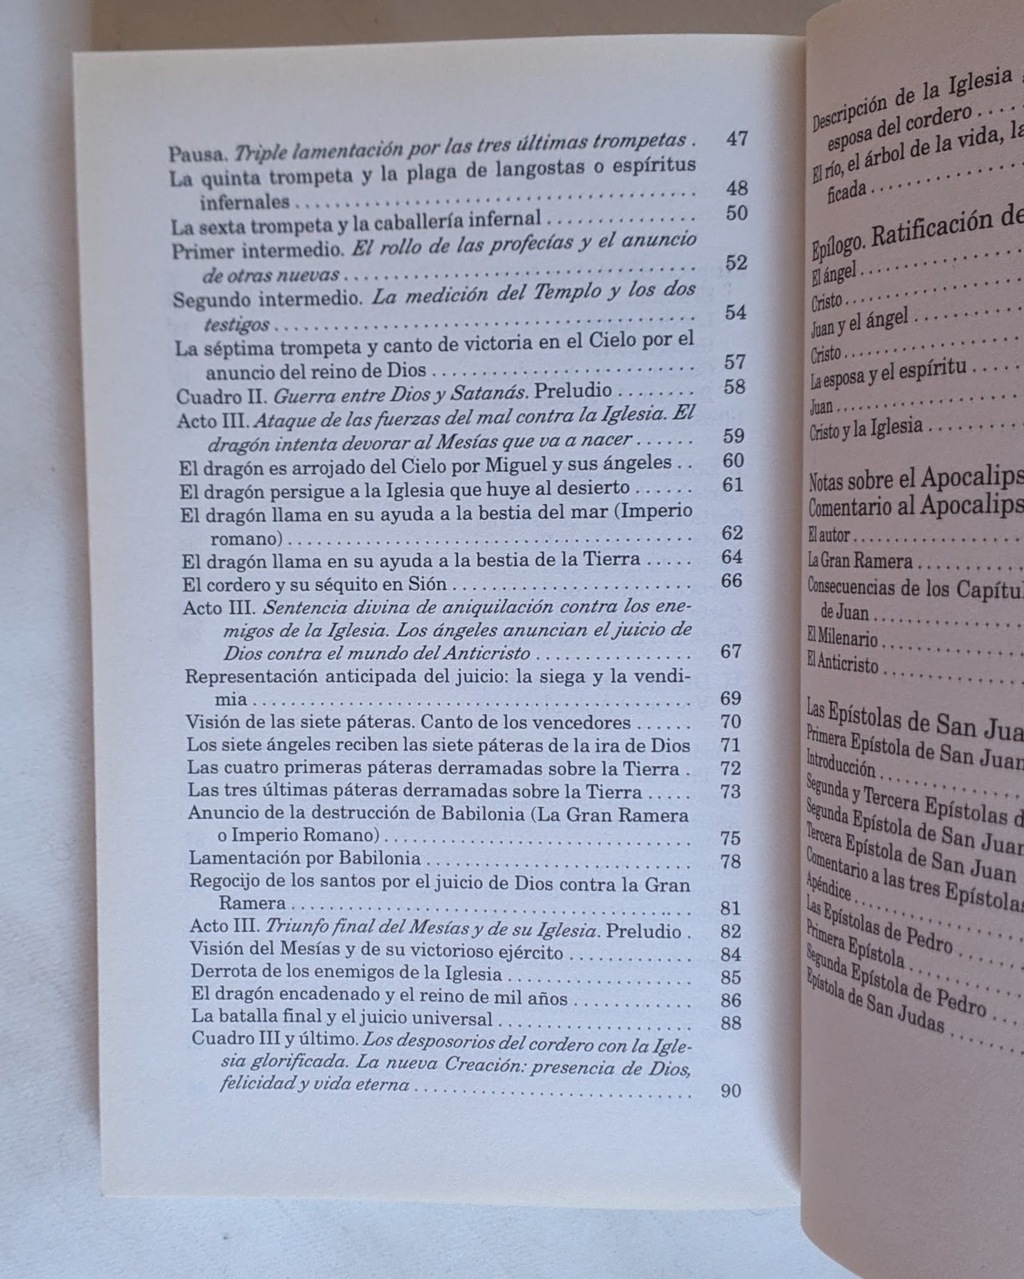 Pausa. Triple lamentación por las tres últimas trompetas . 47
La quinta trompeta y la plaga de langostas o espíritus
infernales . . . . . . . . . . . . . . . . . . . . 48
La sexta trompeta y la caballería infernal . . . . . . . . . . 50
Primer intermedio. El rollo de las profecías y el anuncio
de otras nuevas . . . . . . . . . . . . . . . . . . . . 52
Segundo intermedio. La medición del Templo y los dos
testigos . . . . . . . . . . . . . . . . . . . . 54
La séptima trompeta y canto de victoria en el Cielo por el
anuncio del reino de Dios . . . . . . . . . . . . . . . 57
Cuadro II. Guerra entre Dios y Satanás. Preludio . . . . . . . . 58
Acto III. Ataque de las fuerzas del mal contra la Iglesia. El
dragón intenta devorar al Mesías que va a nacer . . . . . . 59
El dragón es arrojado del Cielo por Miguel y sus ángeles . . 60
El dragón persigue a la Iglesia que huye al desierto . . . . . . 61
El dragón llama en su ayuda a la bestia del mar (Imperio
romano) . . . . . . . . . . . . . . . . . . . . 62
El dragón llama en su ayuda a la bestia de la Tierra . . . . . 64
El cordero y su séquito en Sión . . . . . . . . . . . . . . . 66
Acto III. Sentencia divina de aniquilación contra los ene-
migos de la Iglesia. Los ángeles anuncian el juicio de
Dios contra el mundo del Anticristo . . . . . . . . . . 67
Representación anticipada del juicio: la siega y la vendi-
mia . . . . . . . . . . . . . . . . . . . . 69
Visión de las siete páteras. Canto de los vencedores . . . . . . 70
Los siete ángeles reciben las siete páteras de la ira de Dios 71
Las cuatro primeras páteras derramadas sobre la Tierra . 72
Las tres últimas páteras derramadas sobre la Tierra . . . . . 73
Anuncio de la destrucción de Babilonia (La Gran Ramera
o Imperio Romano) . . . . . . . . . . . . . . . . . . . . 75
Lamentación por Babilonia . . . . . . . . . . . . . . . 78
Regocijo de los santos por el juicio de Dios contra la Gran
Ramera . . . . . . . . . . . . . . . . . . . . 81
Acto III. Triunfo final del Mesías y de su Iglesia. Preludio . 82
Visión del Mesías y de su victorioso ejército . . . . . . . . . . 84
Derrota de los enemigos de la Iglesia . . . . . . . . . . . . 85
El dragón encadenado y el reino de mil años . . . . . . . . . . 86
La batalla final y el juicio universal . . . . . . . . . . . . 88
Cuadro III y último. Los desposorios del cordero con la Igle-
sia glorificada. La nueva Creación: presencia de Dios,
felicidad y vida eterna . . . . . . . . . . . . . . . 90
Descripción de la Iglesia
esposa del cordero . . . .
El río, el árbol de la vida, la
ficada . . . . . . . . . .
Epílogo. Ratificación de
El ángel . . . . . . . . . .
Cristo . . . . . . . . . .
Juan y el ángel . . . . . . . .
Cristo . . . . . . . . . .
La esposa y el espíritu . . . . .
Juan . . . . . . . . . .
Cristo y la Iglesia . . . . . . . .
Notas sobre el Apocalips
Comentario al Apocalips
El autor . . . . . . . . . .
La Gran Ramera . . . . . . . . . .
Consecuencias de los Capítul
de Juan . . . . . . . . . .
El Milenario . . . . . . . . . .
El Anticristo . . . . . . . . . .
Las Epístolas de San Jua
Primera Epístola de San Juan
Introducción . . . . . . . . . .
Segunda y Tercera Epístolas d
Segunda Epístola de San Juan
Tercera Epístola de San Juan
Comentario a las tres Epístolas
Apéndice . . . . . . . . . .
Las Epístolas de Pedro . . . . .
Primera Epístola . . . . . . . .
Segunda Epístola de Pedro . . .
Epístola de San Judas . . . . .